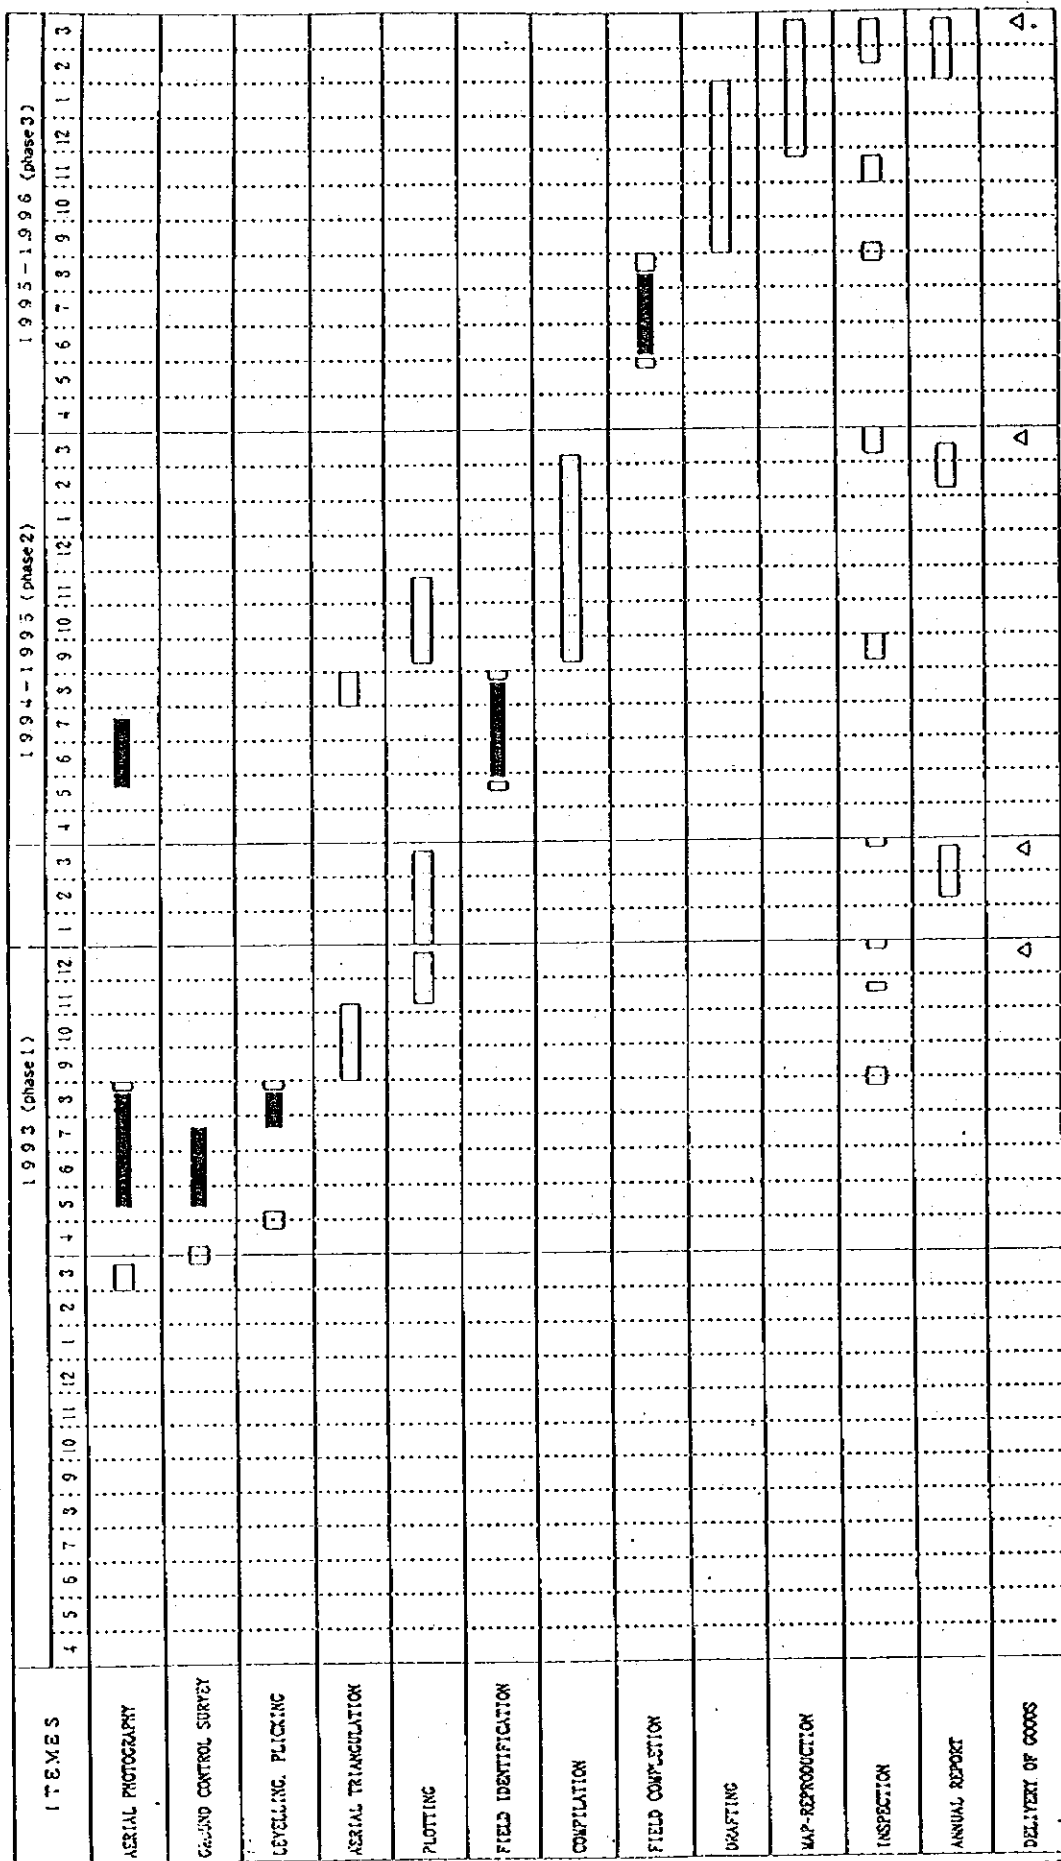 ITEMES
1993 (phase1)
1994-1995 (phase2)
1995-1996 (phase3)
4 5 6 7 8 9 10 11 12 1 2 3 4 5 6 7 8 9 10 11 12 1 2 3 4 5 6 7 8 9 10 11 12 1 2 3 4 5 6 7 8 9 10 11 12 1 2 3
AERIAL PHOTOGRAPHY
GROUND CONTROL SURVEY
LEVELLING, PLICKING
AERIAL TRIANGULATION
PLOTTING
FIELD IDENTIFICATION
COMPILATION
FIELD COMPLETION
DRAFTING
MAP-REPRODUCTION
INSPECTION
ANNUAL REPORT
DELIVERY OF GOODS